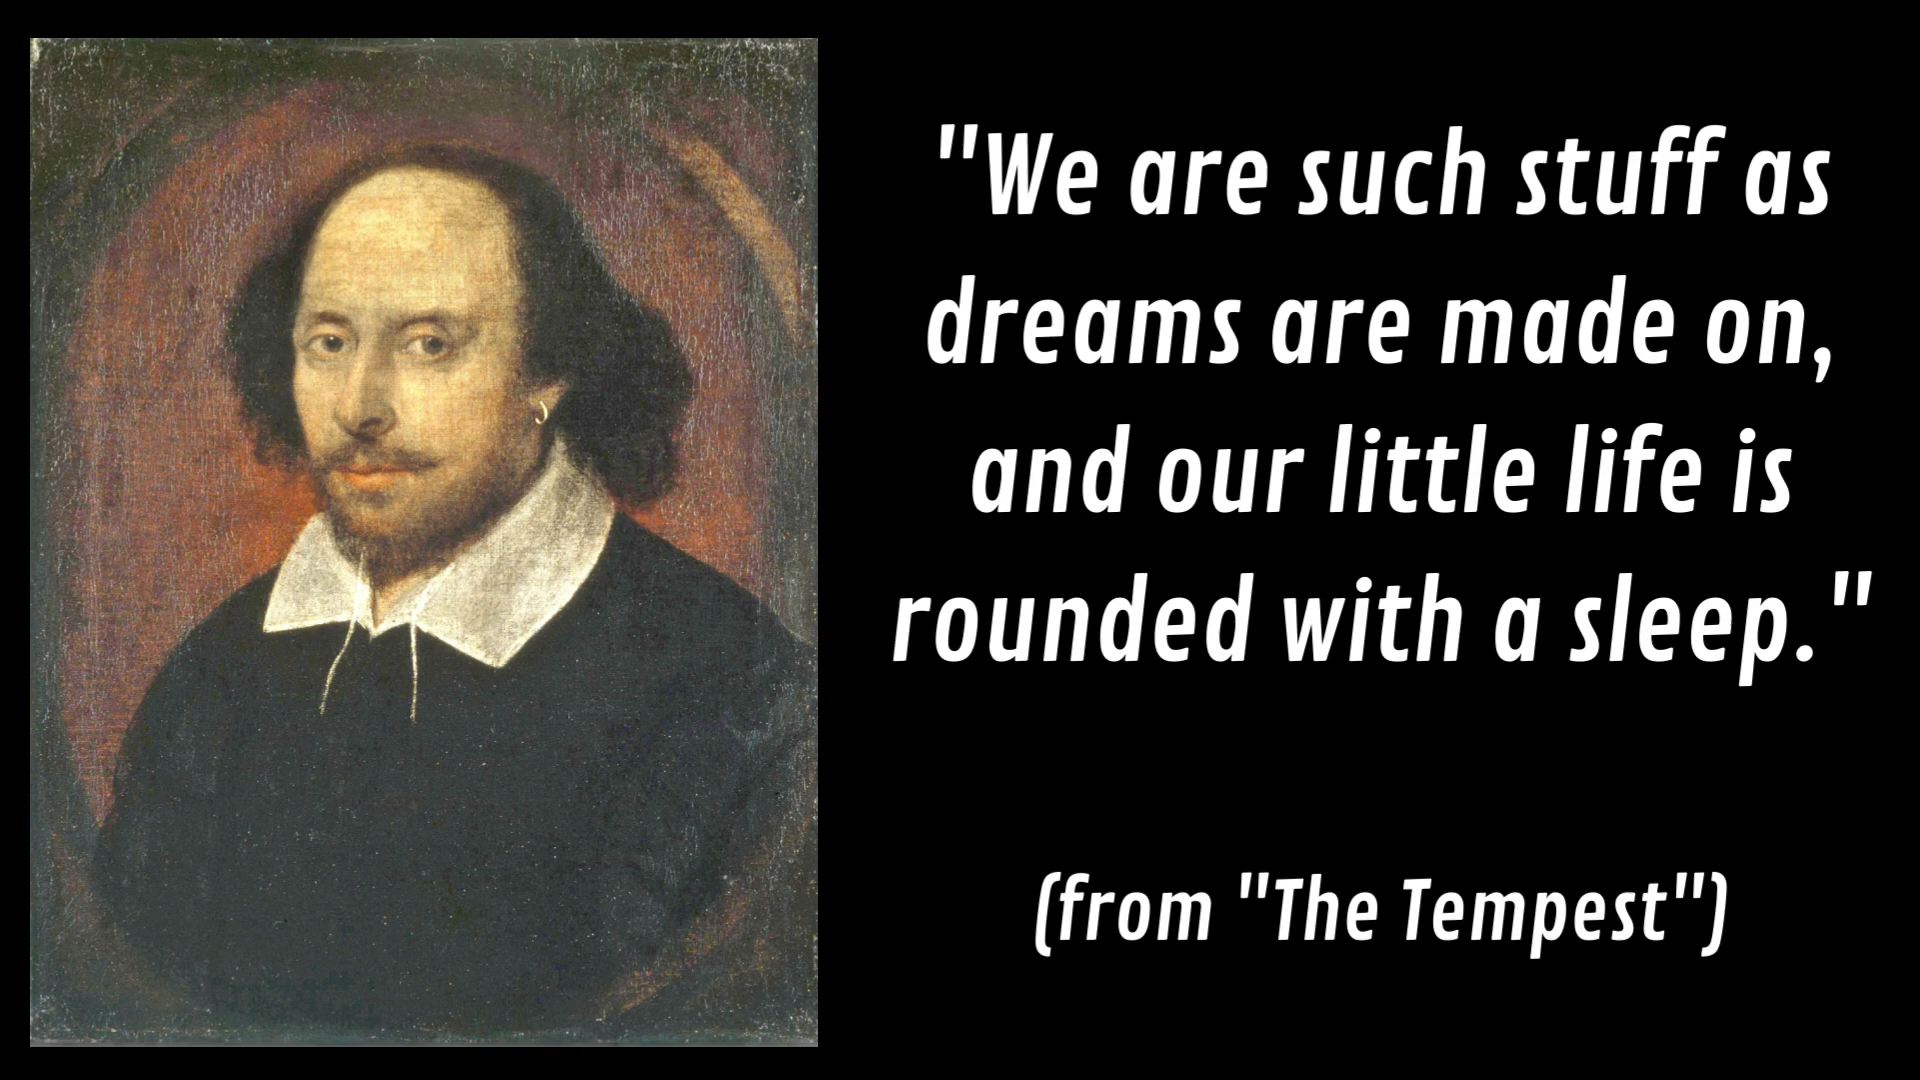 "We are such stuff as
dreams are made on,
and our little life is
rounded with a sleep."
(from "The Tempest")